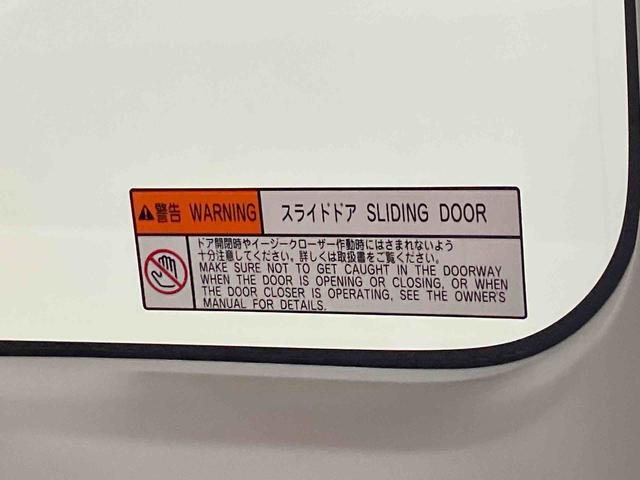 警告 WARNING スライドドア SLIDING DOOR
ドア開閉時やイージークローザー作動時にはさまれないよう
十分注意してください。詳しくは取扱書をご覧ください。
MAKE SURE NOT TO GET CAUGHT IN THE DOORWAY
WHEN THE DOOR IS OPENING OR CLOSING, OR WHEN
THE DOOR CLOSER IS OPERATING, SEE THE OWNER'S
MANUAL FOR DETAILS.